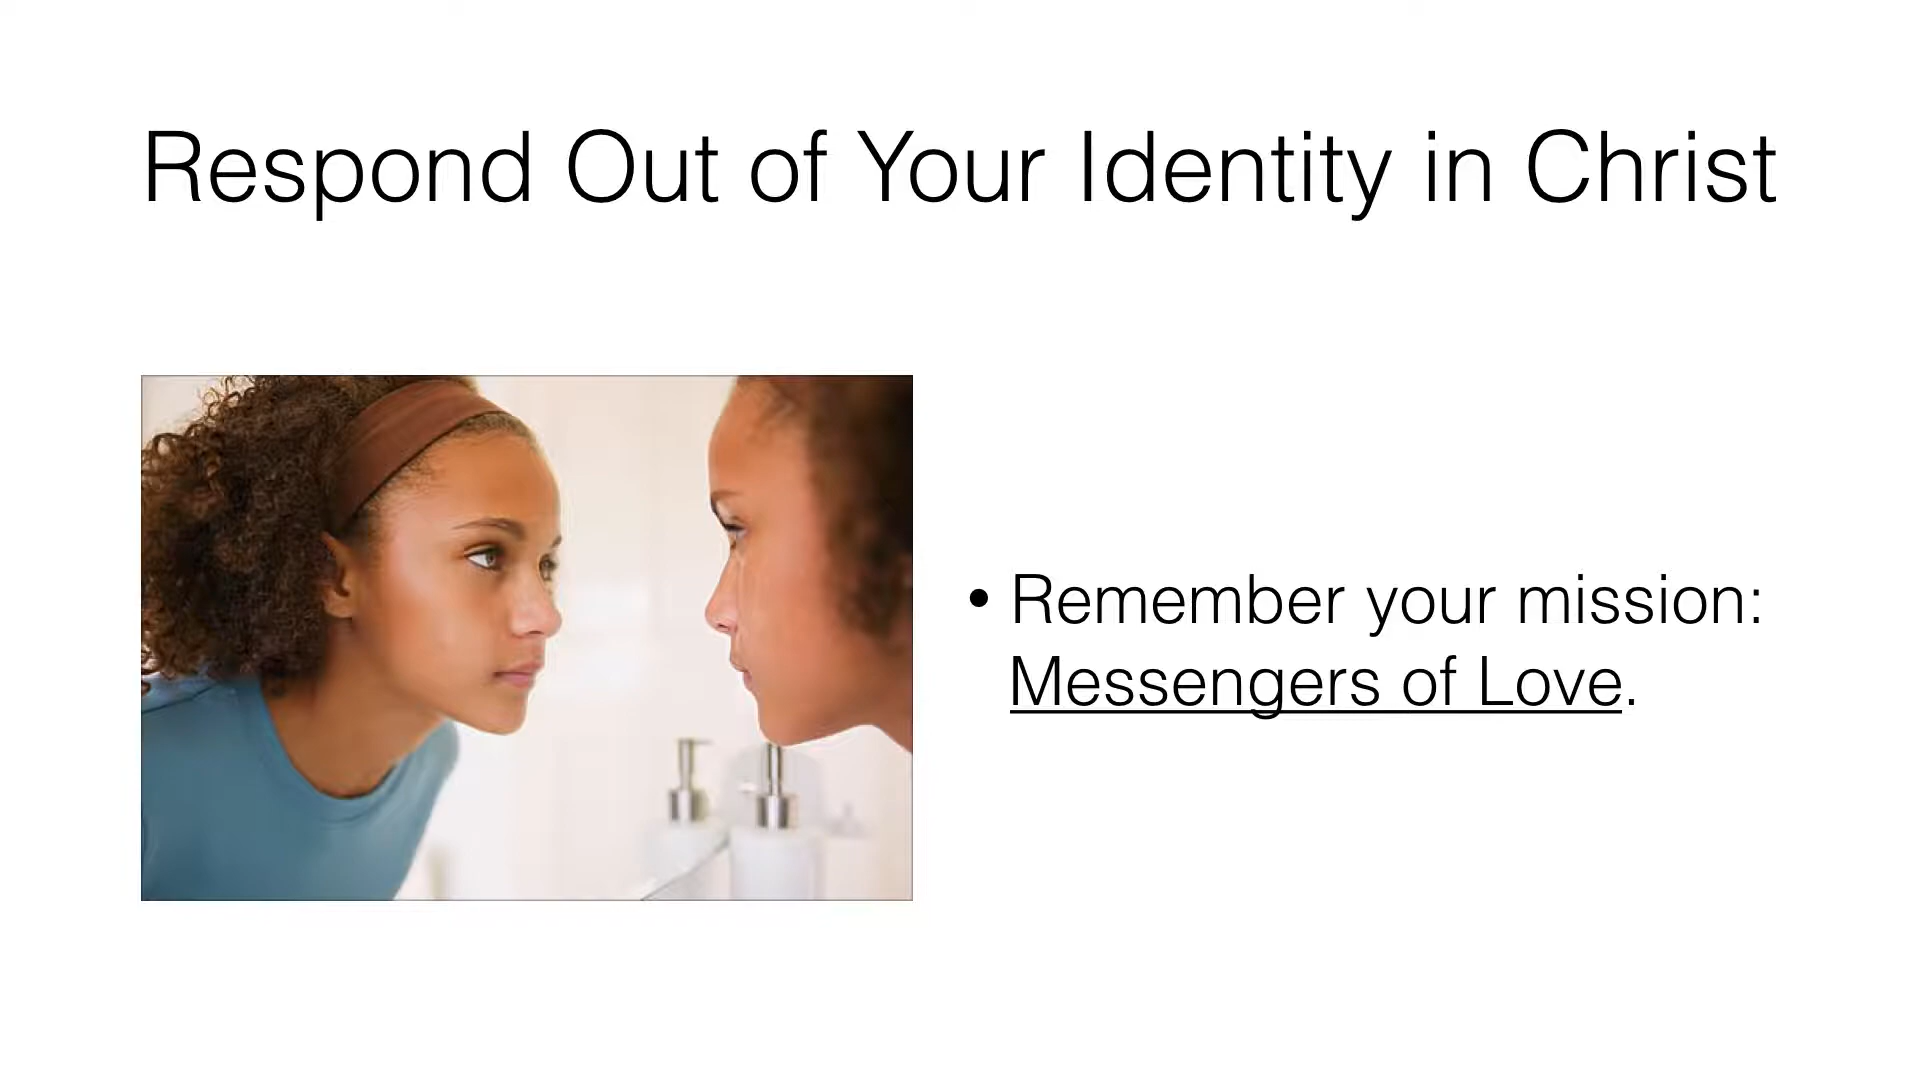 Respond Out of Your Identity in Christ
• Remember your mission:
Messengers of Love.